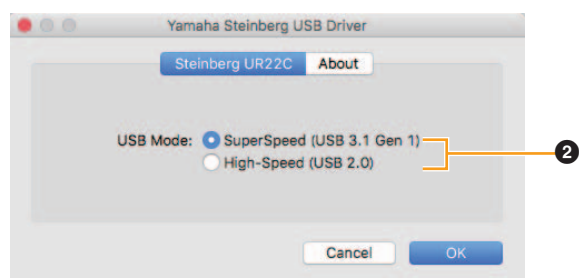 Yamaha Steinberg USB Driver
Steinberg UR22C About
USB Mode: SuperSpeed (USB 3.1 Gen 1)
High-Speed (USB 2.0)
2
Cancel OK